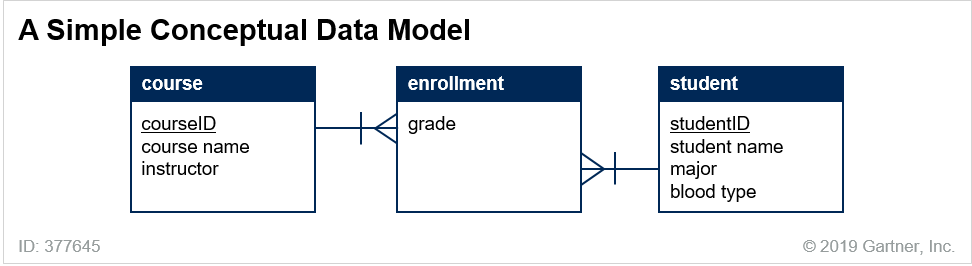 A Simple Conceptual Data Model
course
courseID
course name
instructor
enrollment
grade
student
studentID
student name
major
blood type
ID: 377645
© 2019 Gartner, Inc.